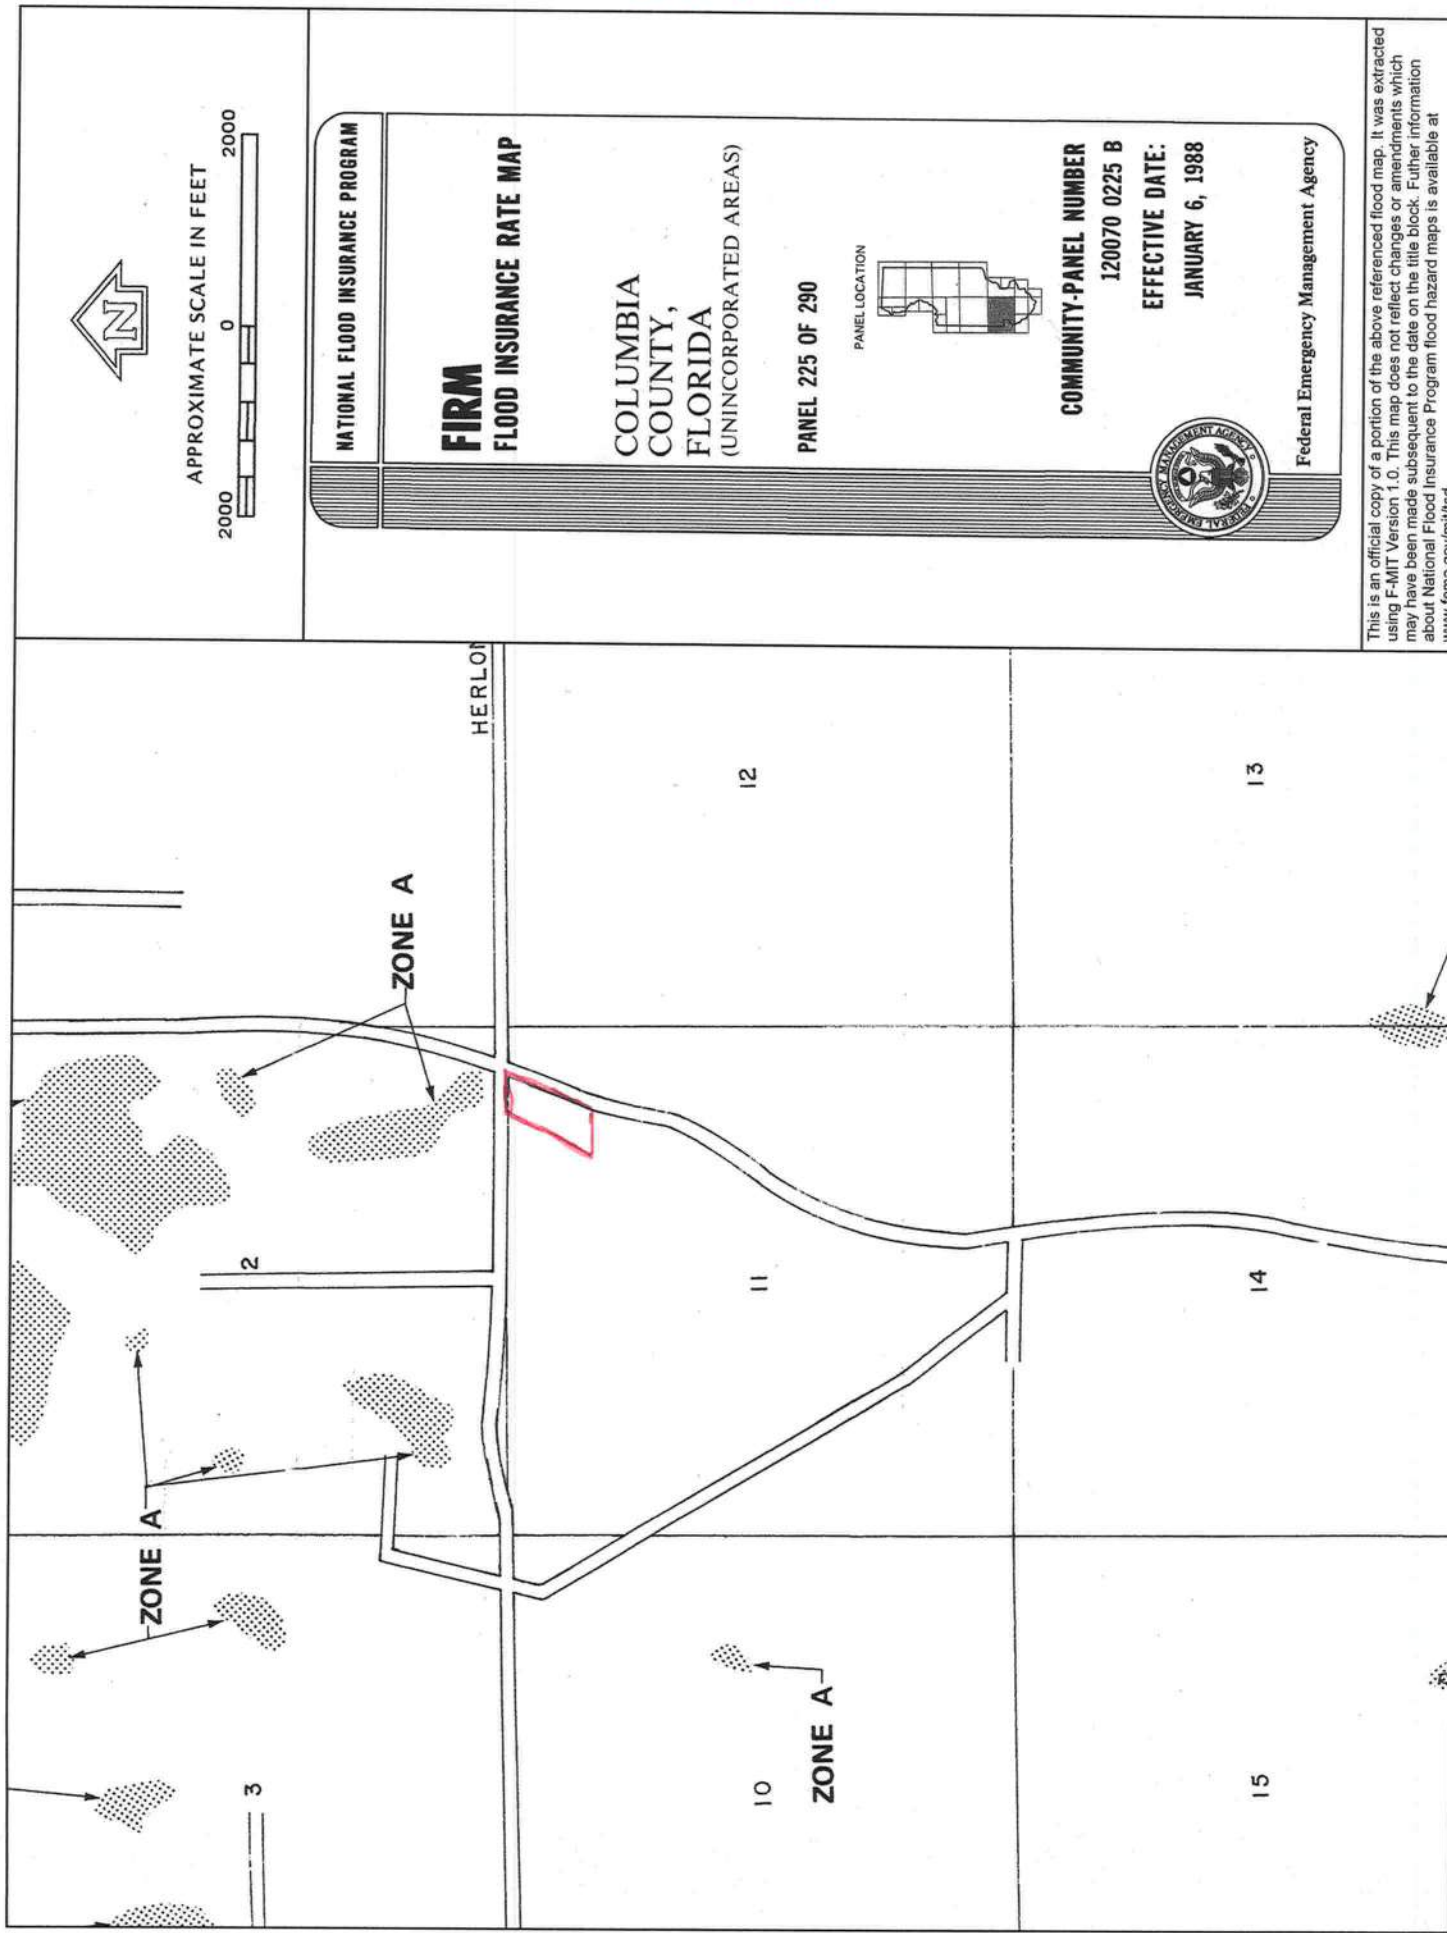 APPROXIMATE SCALE IN FEET
2000 0 2000
NATIONAL FLOOD INSURANCE PROGRAM
FIRM
FLOOD INSURANCE RATE MAP
COLUMBIA
COUNTY,
FLORIDA
(UNINCORPORATED AREAS)
PANEL 225 OF 290
PANEL LOCATION
COMMUNITY-PANEL NUMBER
120070 0225 B
EFFECTIVE DATE:
JANUARY 6, 1988
FEDERAL EMERGENCY MANAGEMENT AGENCY
Federal Emergency Management Agency
This is an official copy of a portion of the above referenced flood map. It was extracted
using F-MIT Version 1.0. This map does not reflect changes or amendments which
may have been made subsequent to the date on the title block. Futher information
about National Flood Insurance Program flood hazard maps is available at
N
ZONE A
ZONE A
ZONE A
HERLON
3
2
10
11
12
15
14
13